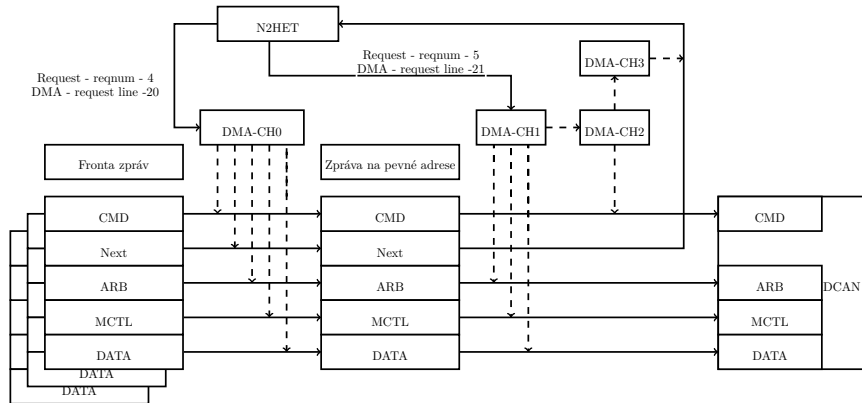 N2HET
Request - reqnum - 4
DMA - request line -20
Request - reqnum - 5
DMA - request line -21
DMA-CH3
DMA-CH0
DMA-CH1
DMA-CH2
Fronta zpráv
Zpráva na pevné adrese
CMD
CMD
CMD
Next
Next
ARB
ARB
ARB
DCAN
MCTL
MCTL
MCTL
DATA
DATA
DATA
DATA
DATA